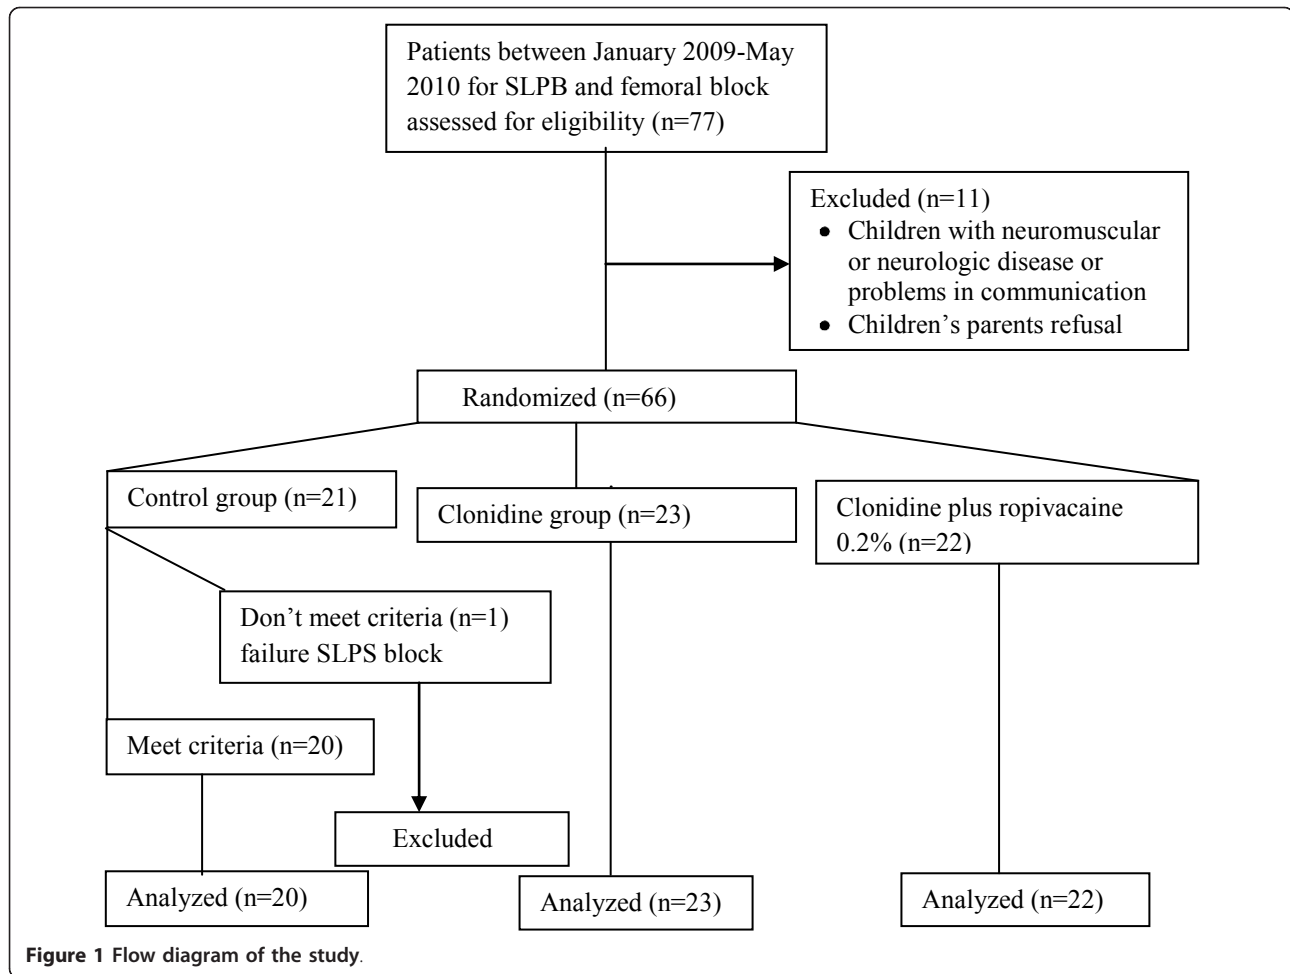 Patients between January 2009-May
2010 for SLPB and femoral block
assessed for eligibility (n=77)
Excluded (n=11)
• Children with neuromuscular
or neurologic disease or
problems in communication
• Children’s parents refusal
Randomized (n=66)
Control group (n=21)
Clonidine group (n=23)
Clonidine plus ropivacaine
0.2% (n=22)
Don’t meet criteria (n=1)
failure SLPS block
Meet criteria (n=20)
Excluded
Analyzed (n=20)
Analyzed (n=23)
Analyzed (n=22)
Figure 1 Flow diagram of the study.